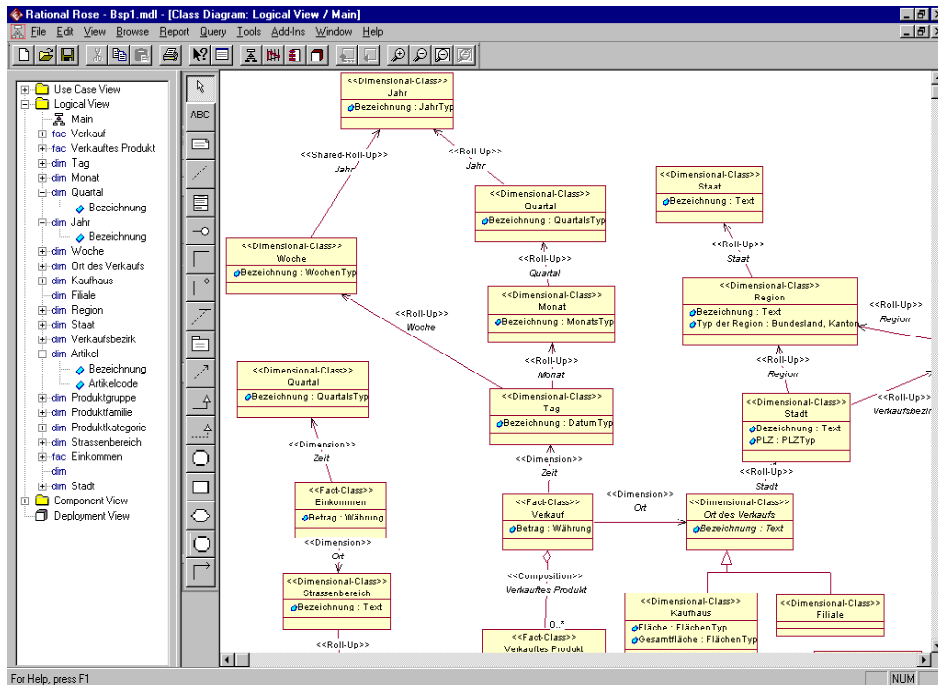 Rational Rose - Bsp1.mdl - [Class Diagram: Logical View / Main]
File Edit View Browse Report Query Tools Add-Ins Window Help
Use Case View
Logical View
Main
fac Verkauf
fac Verkauftes Produkt
dim Tag
dim Monat
dim Quartal
Bezeichnung
dim Jahr
Bezeichnung
dim Woche
dim Ort des Verkaufs
dim Kaufhaus
dim Filiale
dim Region
dim Staat
dim Verkaufsbezirk
dim Artikel
Bezeichnung
Artikelcode
dim Produktgruppe
dim Produktfamilie
dim Produktkategorie
dim Strassenbereich
fac Einkommen
dim
dim Stadt
Component View
Deployment View
ABC
<<Dimensional-Class>>
Jahr
Bezeichnung : JahrTyp
<<Shared-Roll-Up>>
Jahr
<<Roll-Up>>
Jahr
<<Dimensional-Class>>
Quartal
Bezeichnung : QuartalsTyp
<<Dimensional-Class>>
Staat
Bezeichnung : Text
<<Dimensional-Class>>
Woche
Bezeichnung : WochenTyp
<<Roll-Up>>
Quartal
<<Roll-Up>>
Staat
<<Dimensional-Class>>
Monat
Bezeichnung : MonatsTyp
<<Dimensional-Class>>
Region
Bezeichnung : Text
Typ der Region : Bundesland, Kanton
<<Roll-Up>>
Region
<<Roll-Up>>
Woche
<<Roll-Up>>
Monat
<<Roll-Up>>
Region
<<Dimensional-Class>>
Quartal
Bezeichnung : QuartalsTyp
<<Dimensional-Class>>
Tag
Bezeichnung : DatumTyp
<<Dimensional-Class>>
Stadt
Bezeichnung : Text
PLZ : PLZTyp
<<Roll-Up>>
Verkaufsbezir
<<Dimension>>
Zeit
<<Dimension>>
Zeit
<<Roll-Up>>
Stadt
<<Fact-Class>>
Einkommen
Betrag : Währung
<<Fact-Class>>
Verkauf
Betrag : Währung
<<Dimension>>
Ort
<<Dimensional-Class>>
Ort des Verkaufs
Bezeichnung : Text
<<Dimension>>
Ort
<<Dimensional-Class>>
Strassenbereich
Bezeichnung : Text
<<Composition>>
Verkauftes Produkt
0..*
<<Dimensional-Class>>
Kaufhaus
Fläche : FlächenTyp
Gesamtfläche : FlächenTyp
<<Dimensional-Class>>
Filiale
<<Roll-Up>>
<<Fact-Class>>
Verkauftes Produkt
For Help, press F1
NUM